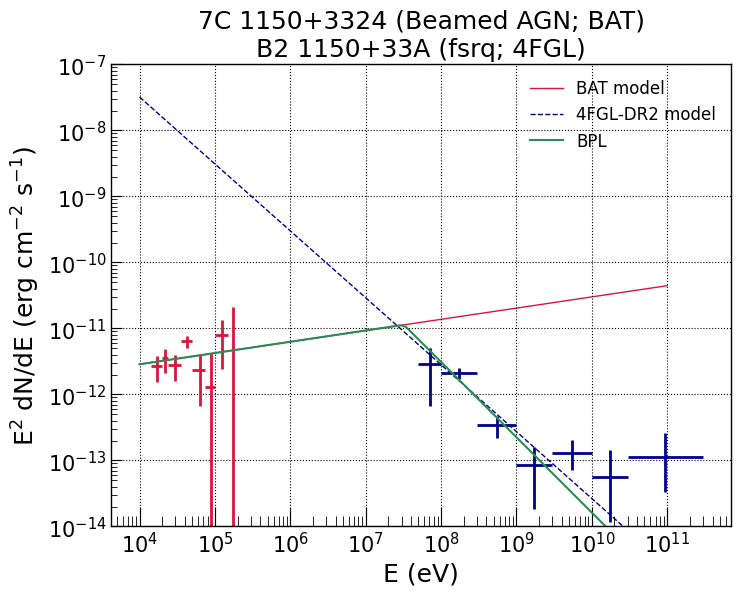 7C 1150+3324 (Beamed AGN; BAT)
B2 1150+33A (fsrq; 4FGL)
BAT model
4FGL-DR2 model
BPL
E² dN/dE (erg cm⁻² s⁻¹)
10⁻⁷
10⁻⁸
10⁻⁹
10⁻¹⁰
10⁻¹¹
10⁻¹²
10⁻¹³
10⁻¹⁴
10⁴ 10⁵ 10⁶ 10⁷ 10⁸ 10⁹ 10¹⁰ 10¹¹
E (eV)